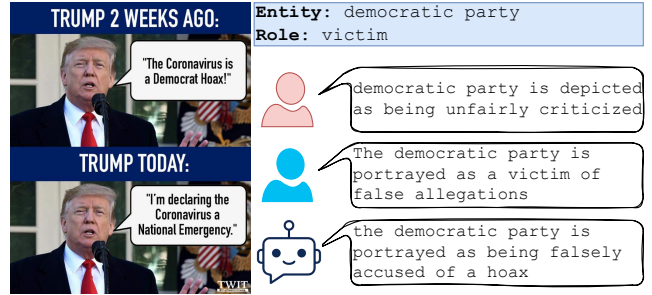 TRUMP 2 WEEKS AGO:
"The Coronavirus is
a Democrat Hoax!"
TRUMP TODAY:
"I'm declaring the
Coronavirus a
National Emergency."
TWIT
Entity: democratic party
Role: victim
democratic party is depicted
as being unfairly criticized
The democratic party is
portrayed as a victim of
false allegations
the democratic party is
portrayed as being falsely
accused of a hoax